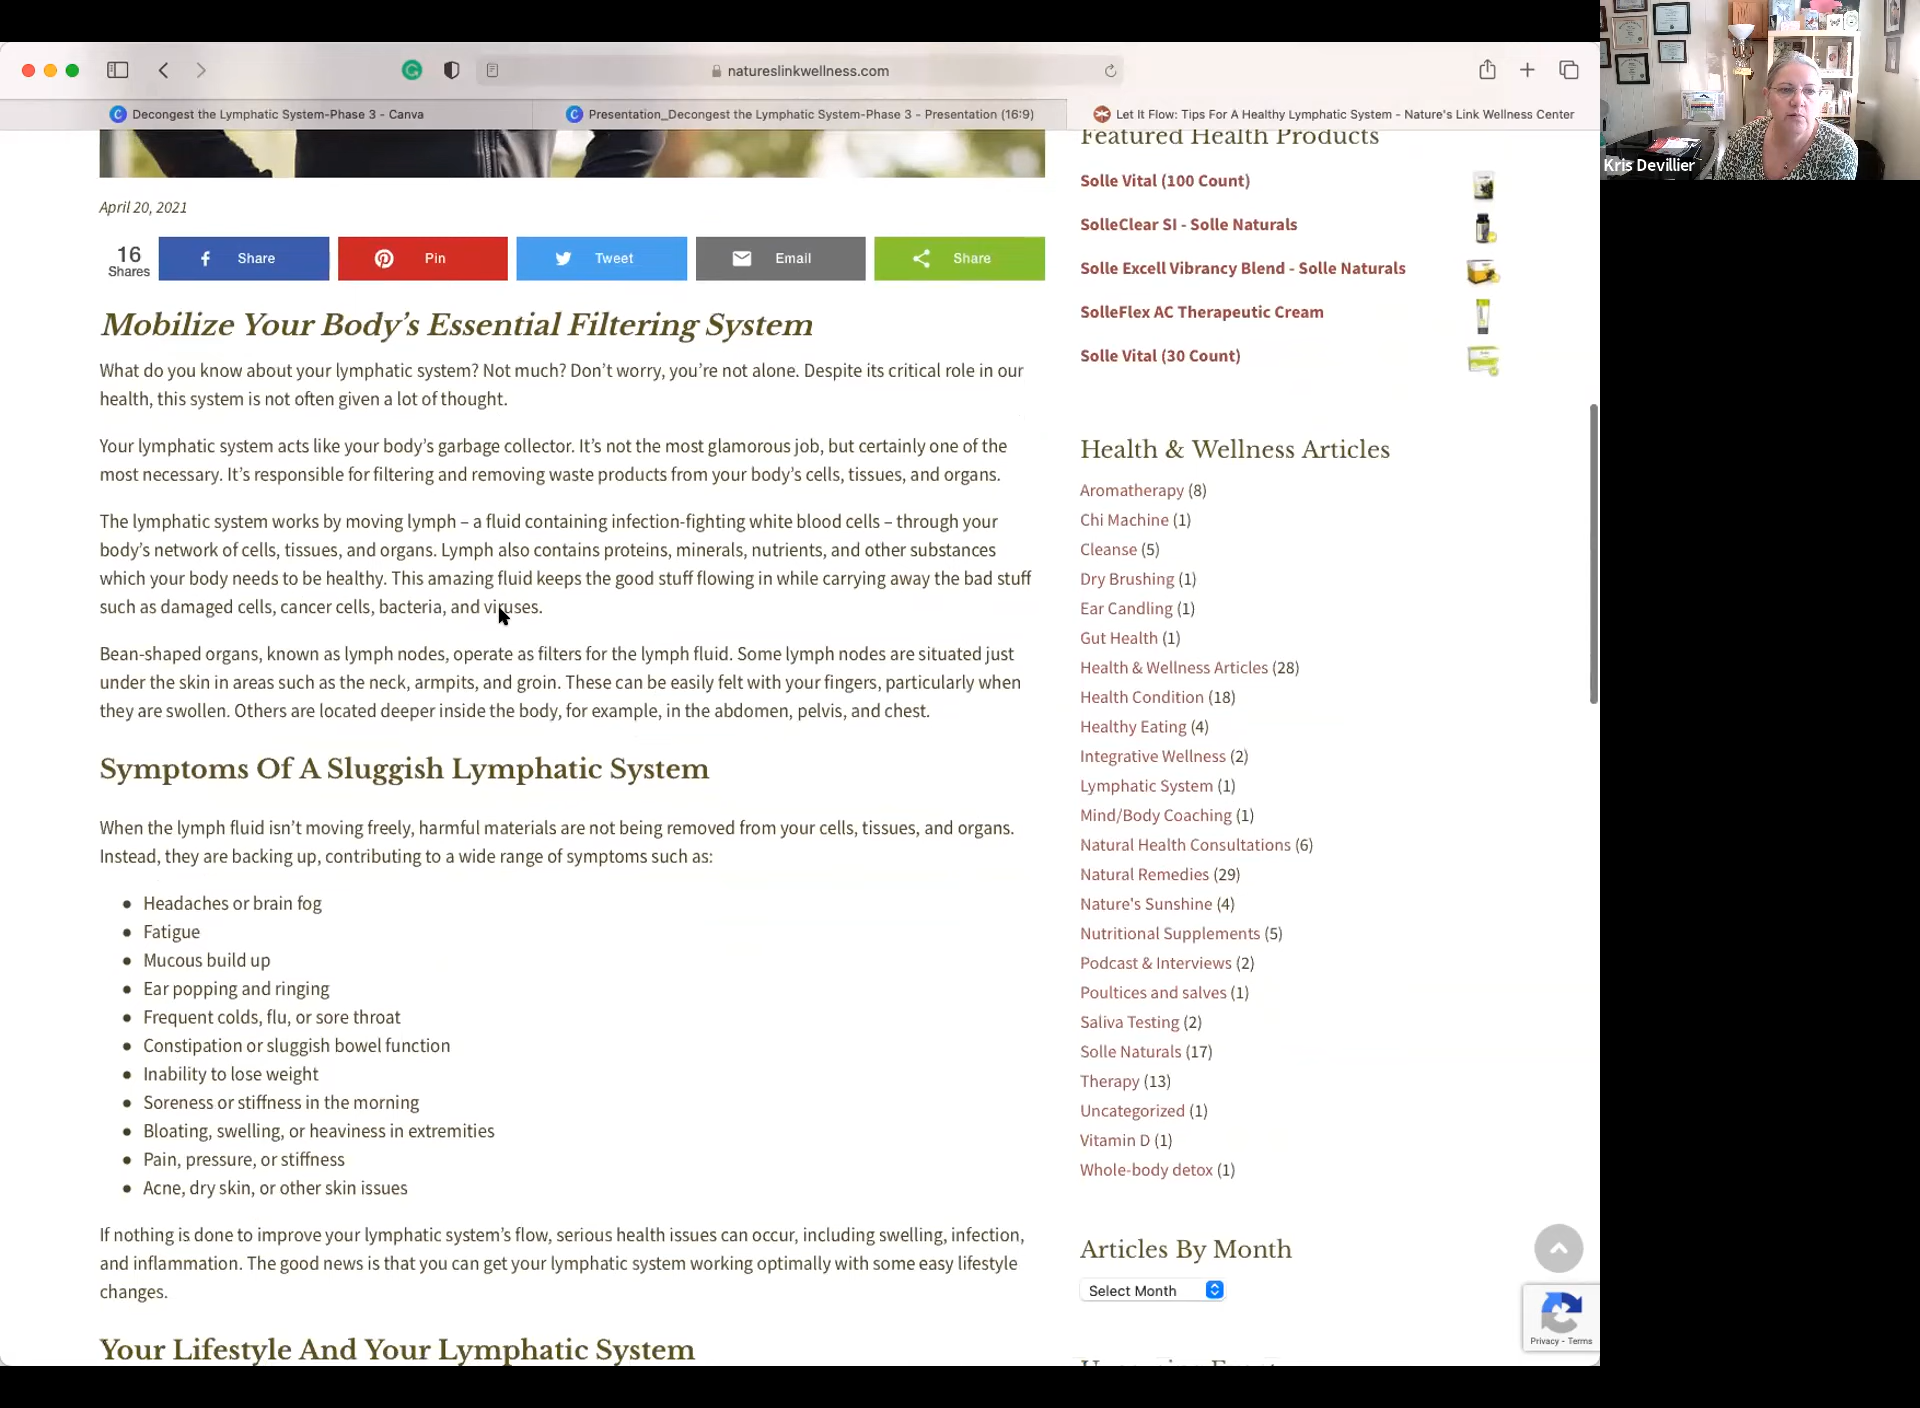 natureslinkwellness.com
Decongest the Lymphatic System-Phase 3 - Canva
Presentation_Decongest the Lymphatic System-Phase 3 - Presentation (16:9)
Let It Flow: Tips For A Healthy Lymphatic System - Nature's Link Wellness Center
Kris Devillier
April 20, 2021
16
Shares
Share
Pin
Tweet
Email
Share
Mobilize Your Body’s Essential Filtering System
What do you know about your lymphatic system? Not much? Don’t worry, you’re not alone. Despite its critical role in our
health, this system is not often given a lot of thought.
Your lymphatic system acts like your body’s garbage collector. It’s not the most glamorous job, but certainly one of the
most necessary. It’s responsible for filtering and removing waste products from your body’s cells, tissues, and organs.
The lymphatic system works by moving lymph – a fluid containing infection-fighting white blood cells – through your
body’s network of cells, tissues, and organs. Lymph also contains proteins, minerals, nutrients, and other substances
which your body needs to be healthy. This amazing fluid keeps the good stuff flowing in while carrying away the bad stuff
such as damaged cells, cancer cells, bacteria, and viruses.
Bean-shaped organs, known as lymph nodes, operate as filters for the lymph fluid. Some lymph nodes are situated just
under the skin in areas such as the neck, armpits, and groin. These can be easily felt with your fingers, particularly when
they are swollen. Others are located deeper inside the body, for example, in the abdomen, pelvis, and chest.
Symptoms Of A Sluggish Lymphatic System
When the lymph fluid isn’t moving freely, harmful materials are not being removed from your cells, tissues, and organs.
Instead, they are backing up, contributing to a wide range of symptoms such as:
Headaches or brain fog
Fatigue
Mucous build up
Ear popping and ringing
Frequent colds, flu, or sore throat
Constipation or sluggish bowel function
Inability to lose weight
Soreness or stiffness in the morning
Bloating, swelling, or heaviness in extremities
Pain, pressure, or stiffness
Acne, dry skin, or other skin issues
If nothing is done to improve your lymphatic system’s flow, serious health issues can occur, including swelling, infection,
and inflammation. The good news is that you can get your lymphatic system working optimally with some easy lifestyle
changes.
Your Lifestyle And Your Lymphatic System
Featured Health Products
Solle Vital (100 Count)
SolleClear SI - Solle Naturals
Solle Excell Vibrancy Blend - Solle Naturals
SolleFlex AC Therapeutic Cream
Solle Vital (30 Count)
Health & Wellness Articles
Aromatherapy (8)
Chi Machine (1)
Cleanse (5)
Dry Brushing (1)
Ear Candling (1)
Gut Health (1)
Health & Wellness Articles (28)
Health Condition (18)
Healthy Eating (4)
Integrative Wellness (2)
Lymphatic System (1)
Mind/Body Coaching (1)
Natural Health Consultations (6)
Natural Remedies (29)
Nature's Sunshine (4)
Nutritional Supplements (5)
Podcast & Interviews (2)
Poultices and salves (1)
Saliva Testing (2)
Solle Naturals (17)
Therapy (13)
Uncategorized (1)
Vitamin D (1)
Whole-body detox (1)
Articles By Month
Select Month
Privacy - Terms